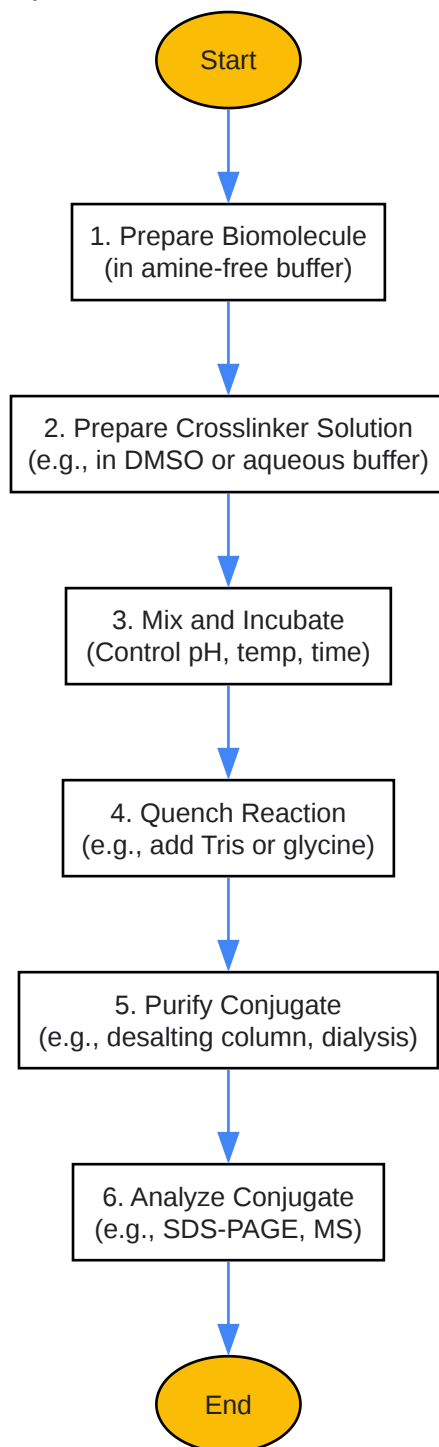 Start
1. Prepare Biomolecule
(in amine-free buffer)
2. Prepare Crosslinker Solution
(e.g., in DMSO or aqueous buffer)
3. Mix and Incubate
(Control pH, temp, time)
4. Quench Reaction
(e.g., add Tris or glycine)
5. Purify Conjugate
(e.g., desalting column, dialysis)
6. Analyze Conjugate
(e.g., SDS-PAGE, MS)
End